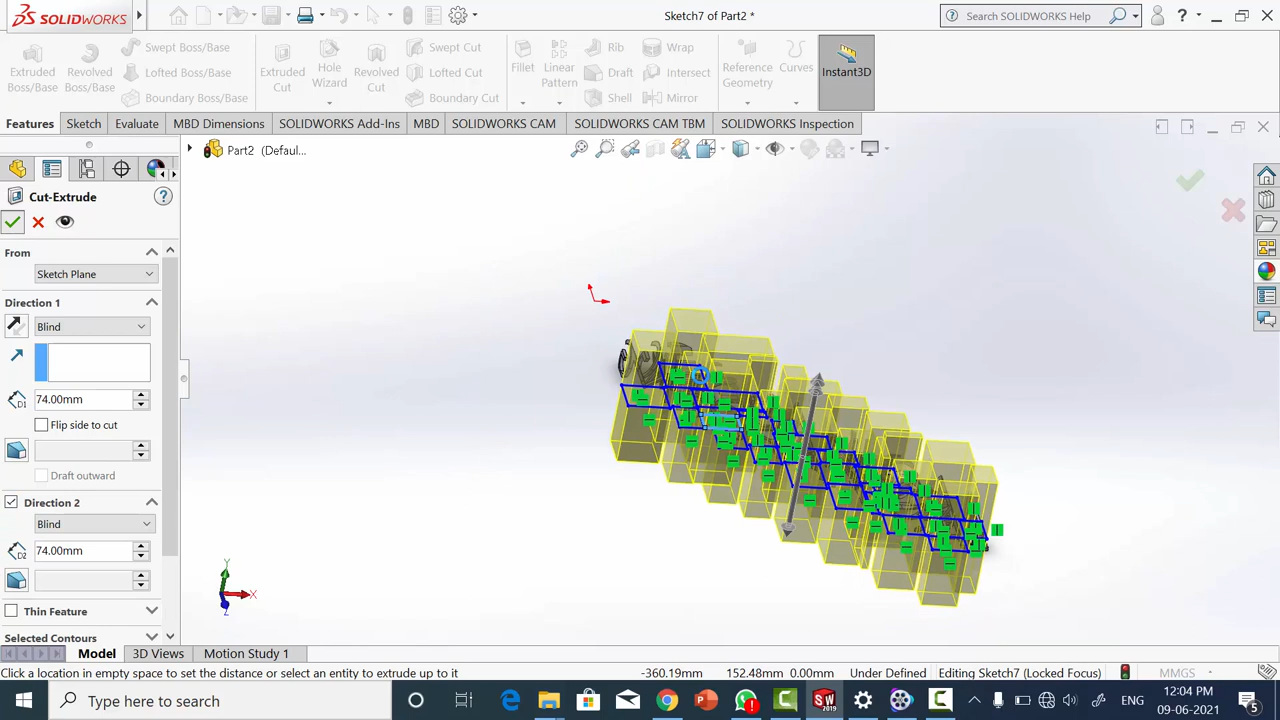 SOLIDWORKS
Sketch7 of Part2 *
Search SOLIDWORKS Help
?
Extruded Boss/Base
Revolved Boss/Base
Swept Boss/Base
Lofted Boss/Base
Boundary Boss/Base
Extruded Cut
Hole Wizard
Revolved Cut
Swept Cut
Lofted Cut
Boundary Cut
Fillet
Linear Pattern
Rib
Draft
Shell
Wrap
Intersect
Mirror
Reference Geometry
Curves
Instant3D
Features
Sketch
Evaluate
MBD Dimensions
SOLIDWORKS Add-Ins
MBD
SOLIDWORKS CAM
SOLIDWORKS CAM TBM
SOLIDWORKS Inspection
Part2 (Defaul...
Cut-Extrude
?
From
Sketch Plane
Direction 1
Blind
D1
74.00mm
Flip side to cut
Draft outward
Direction 2
Blind
D2
74.00mm
Thin Feature
Selected Contours
Y
X
Z
Model
3D Views
Motion Study 1
Click a location in empty space to set the distance or select an entity to extrude up to it
-360.19mm
152.48mm 0.00mm
Under Defined
Editing Sketch7 (Locked Focus)
MMGS
Type here to search
SW
2019
ENG
12:04 PM
09-06-2021
5